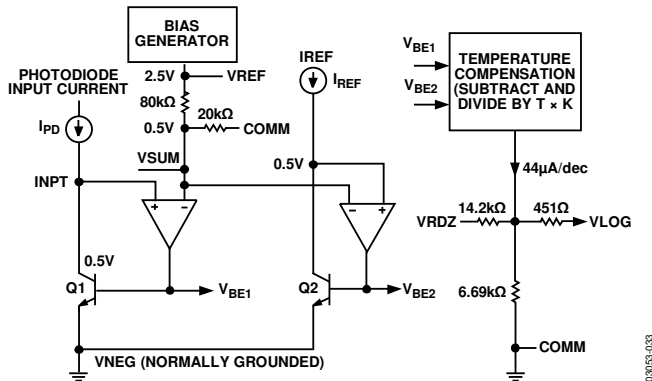 BIAS
GENERATOR
PHOTODIODE
INPUT CURRENT
IPD
2.5V
VREF
80kΩ
20kΩ
0.5V
COMM
VSUM
INPT
+
−
0.5V
Q1
VBE1
IREF
IREF
0.5V
−
+
Q2
VBE2
VNEG (NORMALLY GROUNDED)
VBE1
VBE2
TEMPERATURE
COMPENSATION
(SUBTRACT AND
DIVIDE BY T × K
44µA/dec
14.2kΩ
451Ω
VRDZ
VLOG
6.69kΩ
COMM
03053-033